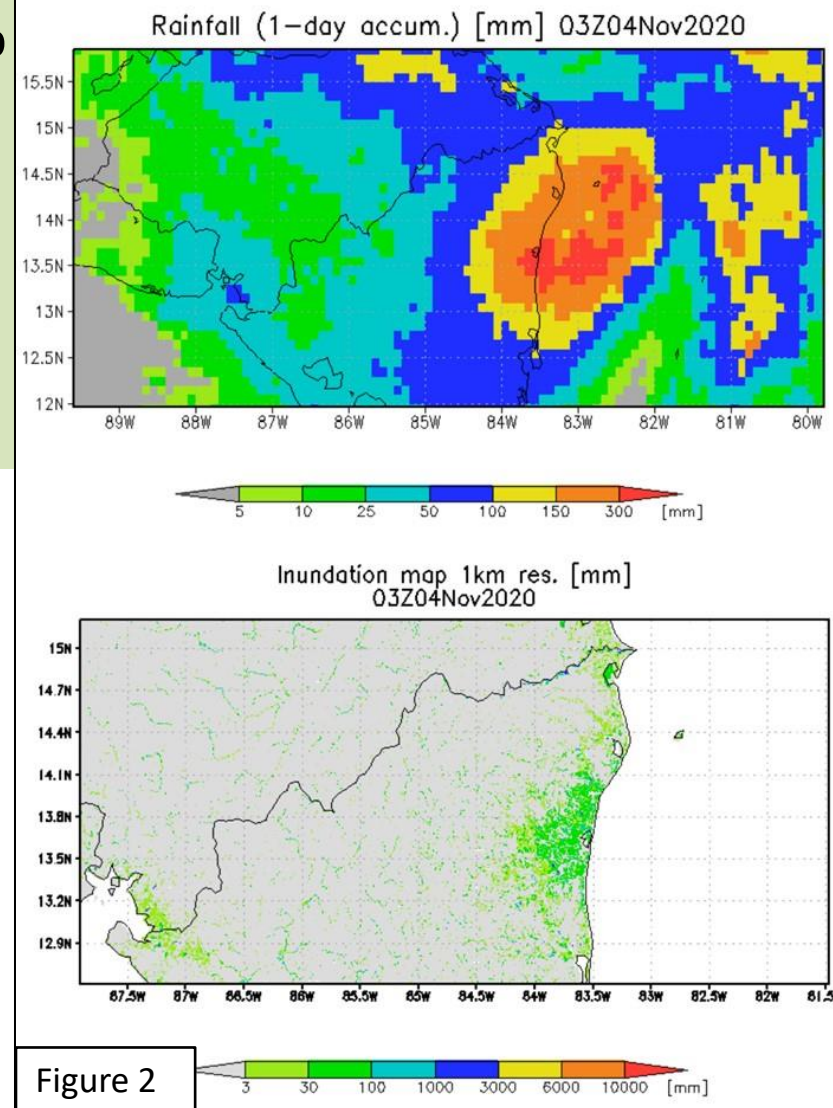 Rainfall (1-day accum.) [mm] 03Z04Nov2020
15.5N
15N
14.5N
14N
13.5N
13N
12.5N
12N
89W 88W 87W 86W 85W 84W 83W 82W 81W 80W
5 10 25 50 100 150 300 [mm]
Inundation map 1km res. [mm]
03Z04Nov2020
15N
14.7N
14.4N
14.1N
13.8N
13.5N
13.2N
12.9N
87.5W 87W 86.5W 86W 85.5W 85W 84.5W 84W 83.5W 83W 82.5W 82W 81.5
3 30 100 1000 3000 6000 10000 [mm]
Figure 2